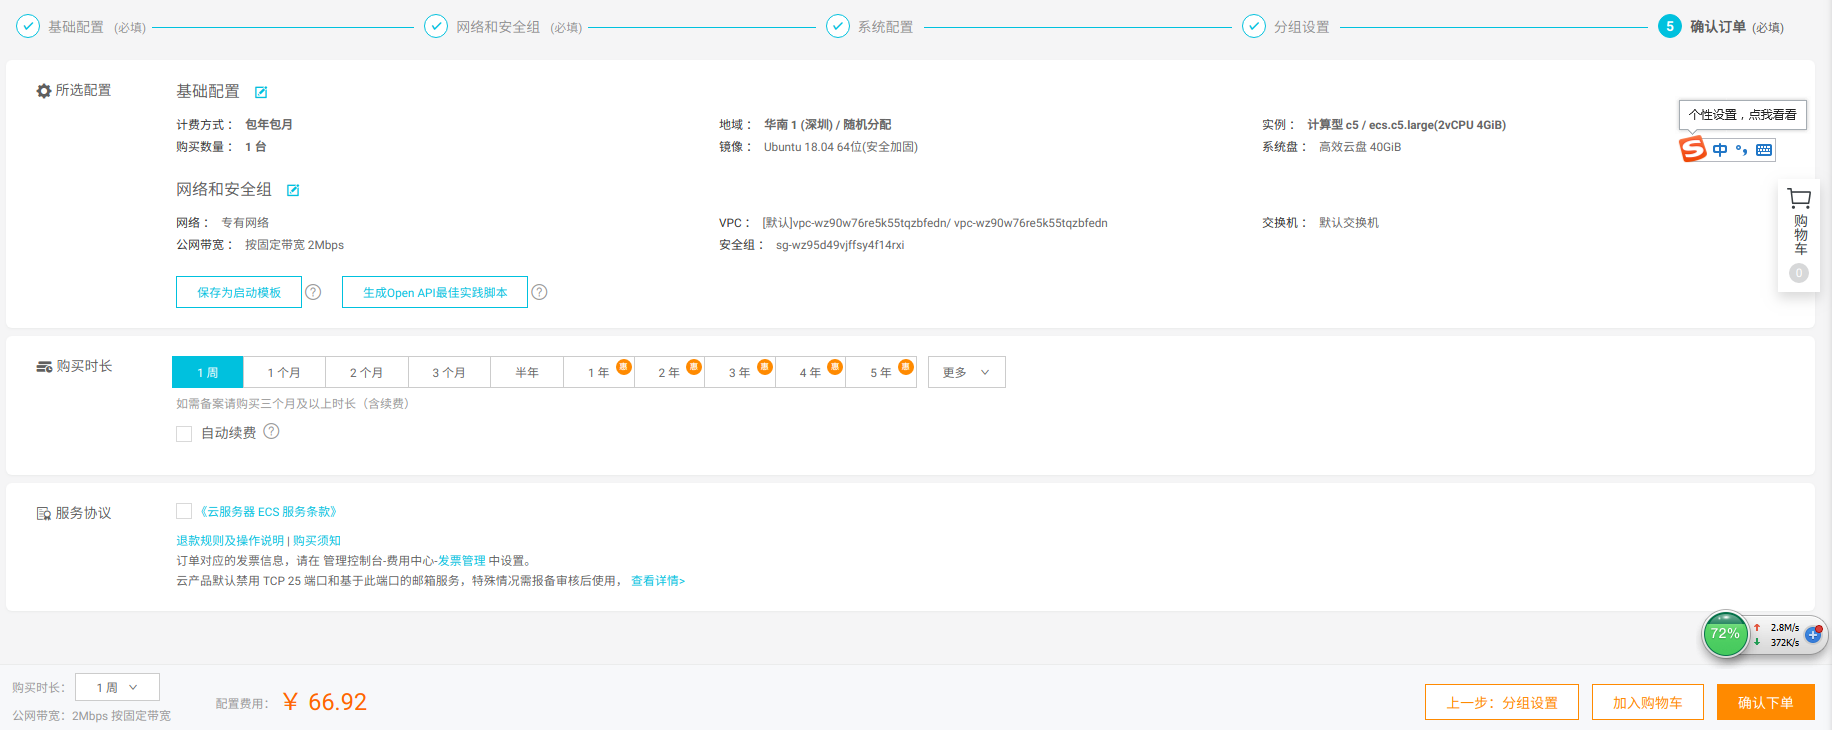 基础配置 (必填)
网络和安全组 (必填)
系统配置
分组设置
5 确认订单 (必填)
所选配置
基础配置
计费方式： 包年包月
地域： 华南 1 (深圳) / 随机分配
实例： 计算型 c5 / ecs.c5.large(2vCPU 4GiB)
购买数量： 1 台
镜像： Ubuntu 18.04 64位(安全加固)
系统盘： 高效云盘 40GiB
个性设置，点我看看
S 中 °,
网络和安全组
网络： 专有网络
VPC： [默认]vpc-wz90w76re5k55tqzbfedn/ vpc-wz90w76re5k55tqzbfedn
交换机： 默认交换机
公网带宽： 按固定带宽 2Mbps
安全组： sg-wz95d49vjffsy4f14rxi
购物车
0
保存为启动模板 ?
生成Open API最佳实践脚本 ?
购买时长
1 周
1 个月
2 个月
3 个月
半年
1 年 惠
2 年 惠
3 年 惠
4 年 惠
5 年 惠
更多
如需备案请购买三个月及以上时长（含续费）
自动续费 ?
服务协议
《云服务器 ECS 服务条款》
退款规则及操作说明 | 购买须知
订单对应的发票信息，请在 管理控制台-费用中心-发票管理 中设置。
云产品默认禁用 TCP 25 端口和基于此端口的邮箱服务，特殊情况需报备审核后使用， 查看详情>
72%
2.8M/s
372K/s
购买时长: 1 周
公网带宽: 2Mbps 按固定带宽
配置费用: ¥ 66.92
上一步：分组设置
加入购物车
确认下单